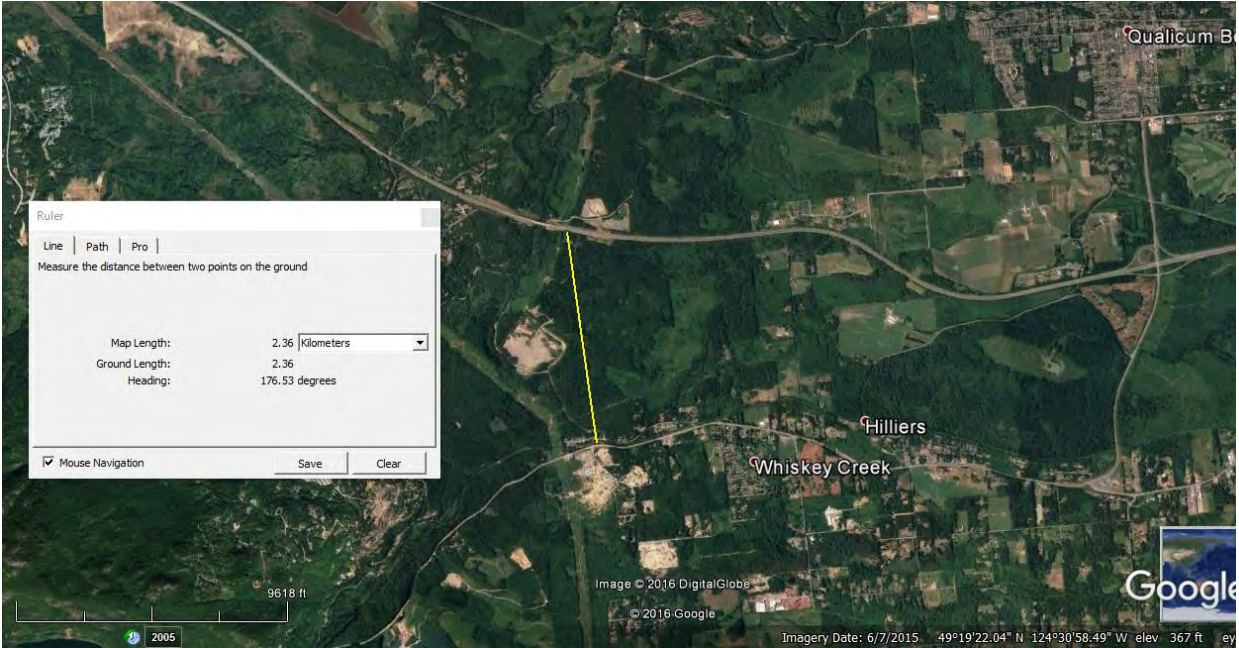 Qualicum Be
Ruler
Line Path Pro
Measure the distance between two points on the ground
Map Length: 2.36 Kilometers
Ground Length: 2.36
Heading: 176.53 degrees
Mouse Navigation Save Clear
Hilliers
Whiskey Creek
9618 ft
Image © 2016 DigitalGlobe
© 2016 Google
Google
2005
Imagery Date: 6/7/2015 49°19'22.04" N 124°30'58.49" W elev 367 ft ey